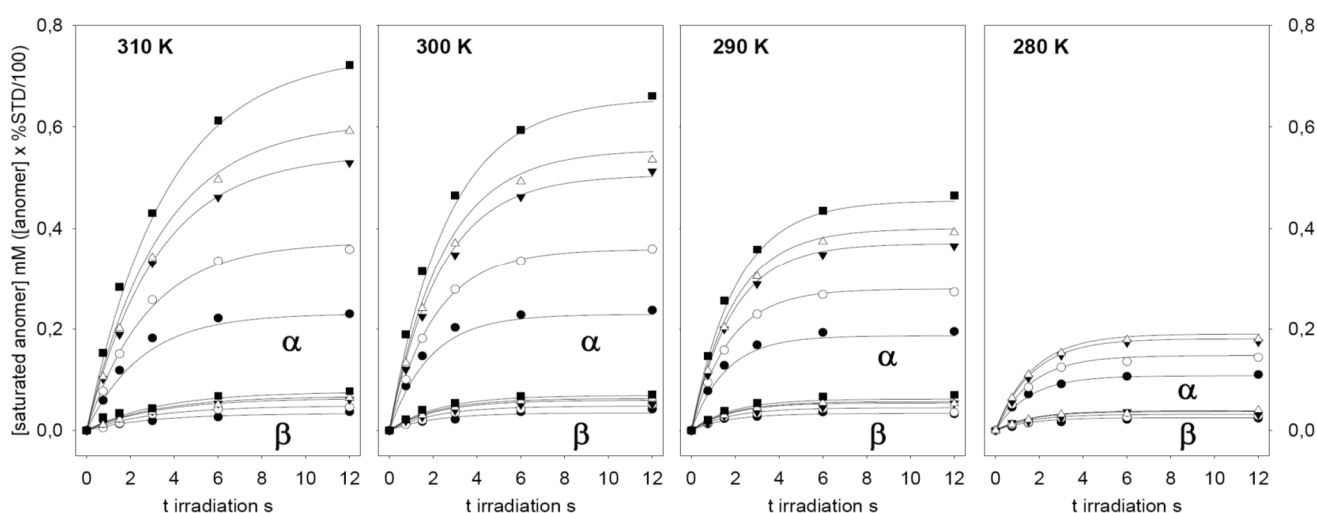 [saturated anomer] mM ([anomer] x %STD/100)
0,8
0,6
0,4
0,2
0,0
310 K
α
β
0 2 4 6 8 10 12
t irradiation s
300 K
α
β
0 2 4 6 8 10 12
t irradiation s
290 K
α
β
0 2 4 6 8 10 12
t irradiation s
280 K
α
β
0 2 4 6 8 10 12
t irradiation s
0,8
0,6
0,4
0,2
0,0